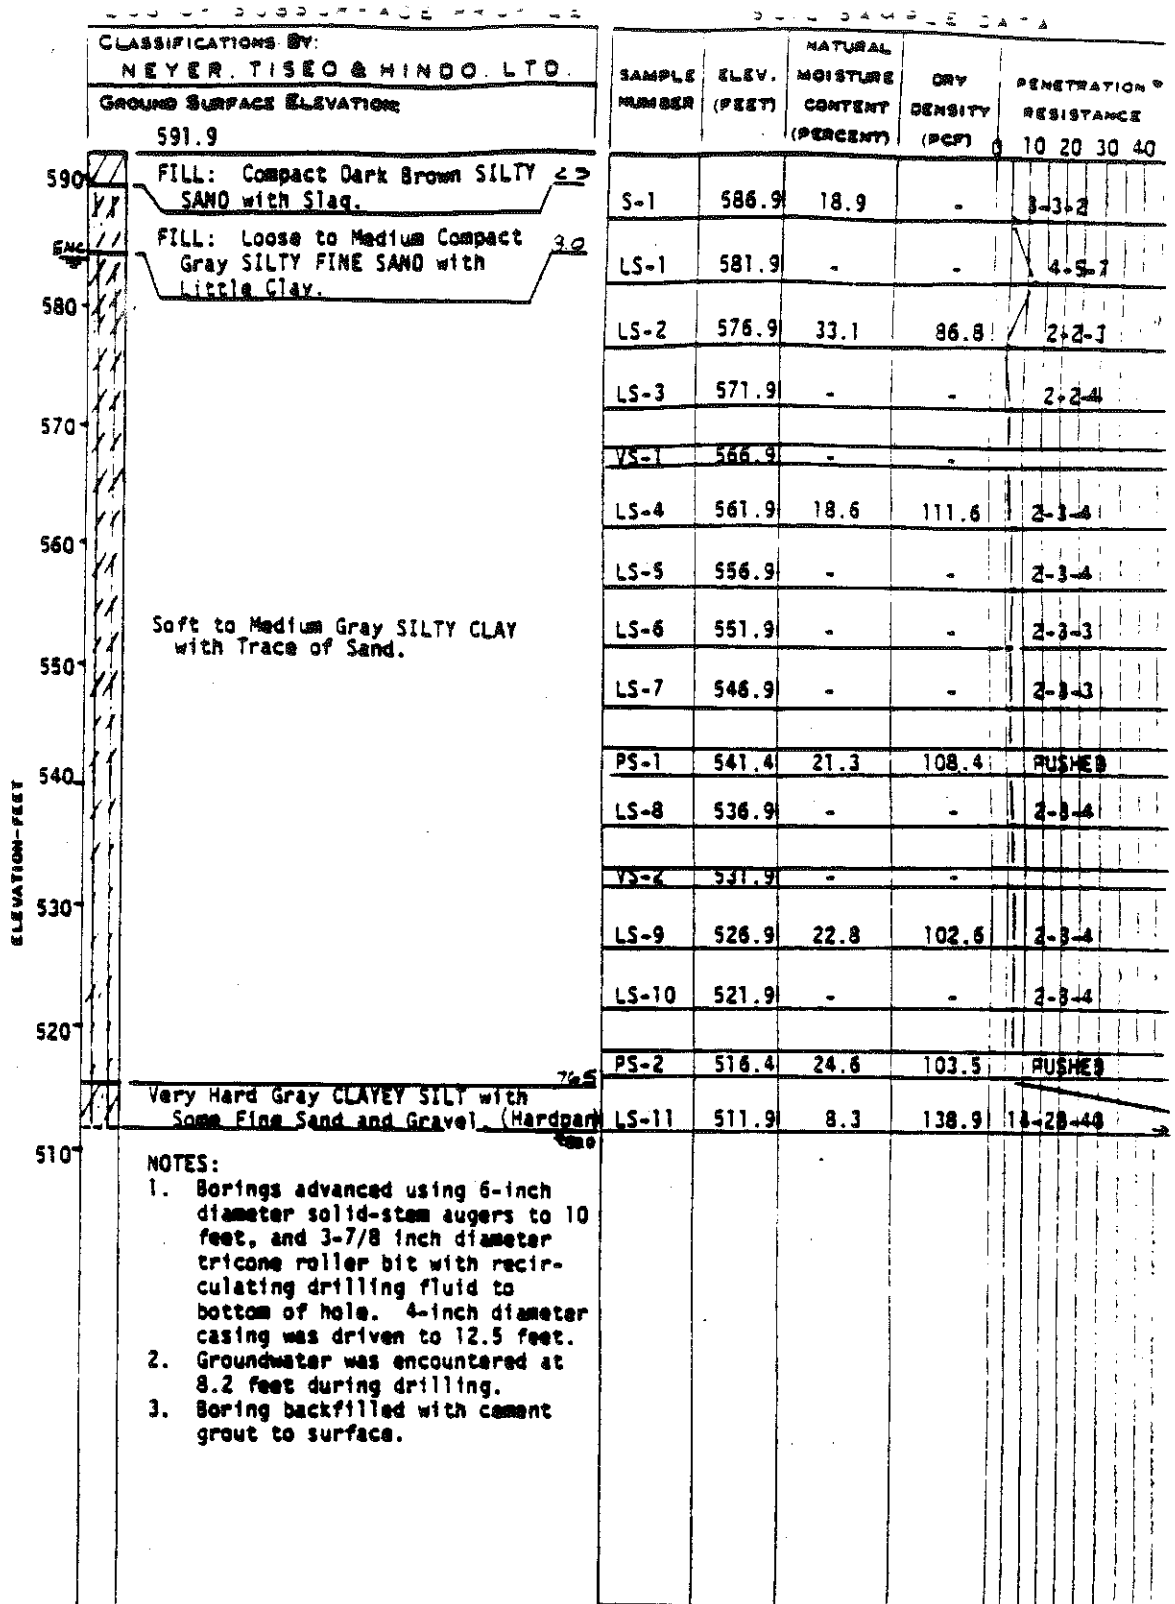 LOG OF SUBSURFACE PROFILE
SOIL SAMPLE DATA
CLASSIFICATIONS BY:
NEYER, TISEO & HINDO, LTD.
GROUND SURFACE ELEVATION:
591.9
SAMPLE NUMBER
ELEV. (FEET)
NATURAL MOISTURE CONTENT (PERCENT)
DRY DENSITY (PCF)
PENETRATION * RESISTANCE
0 10 20 30 40
590
FILL: Compact Dark Brown SILTY
SAND with Slag.
FILL: Loose to Medium Compact
3.0
Gray SILTY FINE SAND with
Little Clay.
ENC
580
570
560
Soft to Medium Gray SILTY CLAY
with Trace of Sand.
550
540
530
520
ELEVATION-FEET
76.5
Very Hard Gray CLAYEY SILT with
Some Fine Sand and Gravel. (Hardpan
510
S-1 586.9 18.9 - 3-3-2
LS-1 581.9 - - 4-5-7
LS-2 576.9 33.1 86.8 2-2-3
LS-3 571.9 - - 2-2-4
VS-1 566.9 - -
LS-4 561.9 18.6 111.6 2-3-4
LS-5 556.9 - - 2-3-4
LS-6 551.9 - - 2-3-3
LS-7 546.9 - - 2-3-3
PS-1 541.4 21.3 108.4 PUSHED
LS-8 536.9 - - 2-3-4
VS-2 531.9 - -
LS-9 526.9 22.8 102.6 2-3-4
LS-10 521.9 - - 2-3-4
PS-2 516.4 24.6 103.5 PUSHED
LS-11 511.9 8.3 138.9
NOTES:
1. Borings advanced using 6-inch
diameter solid-stem augers to 10
feet, and 3-7/8 inch diameter
tricone roller bit with recir-
culating drilling fluid to
bottom of hole. 4-inch diameter
casing was driven to 12.5 feet.
2. Groundwater was encountered at
8.2 feet during drilling.
3. Boring backfilled with cement
grout to surface.